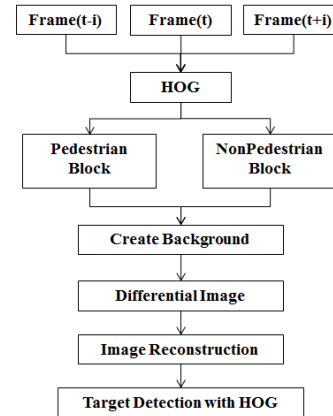 Frame(t-i)
Frame(t)
Frame(t+i)
HOG
Pedestrian
Block
NonPedestrian
Block
Create Background
Differential Image
Image Reconstruction
Target Detection with HOG